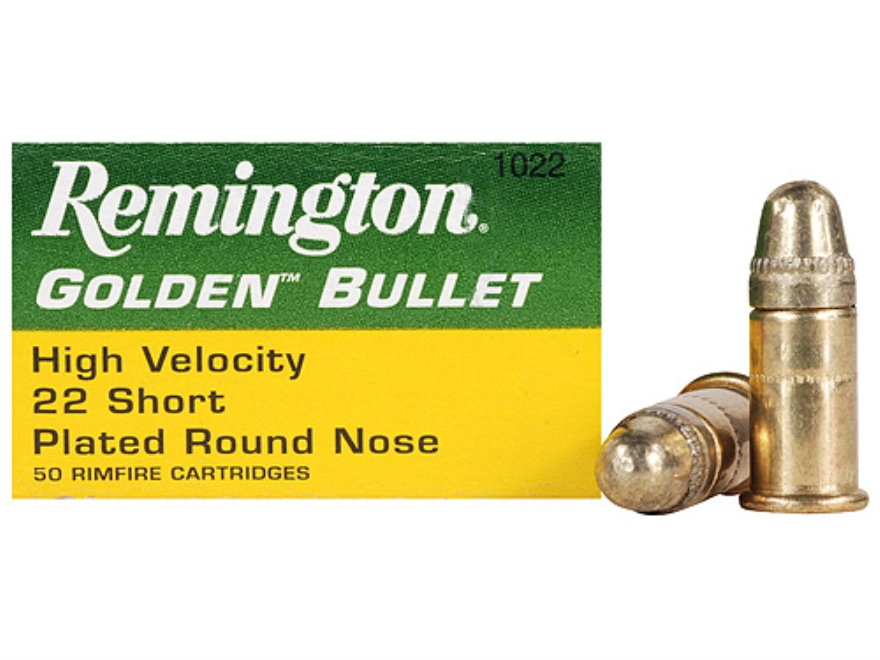 1022
Remington®
GOLDEN™ BULLET
High Velocity
22 Short
Plated Round Nose
50 RIMFIRE CARTRIDGES